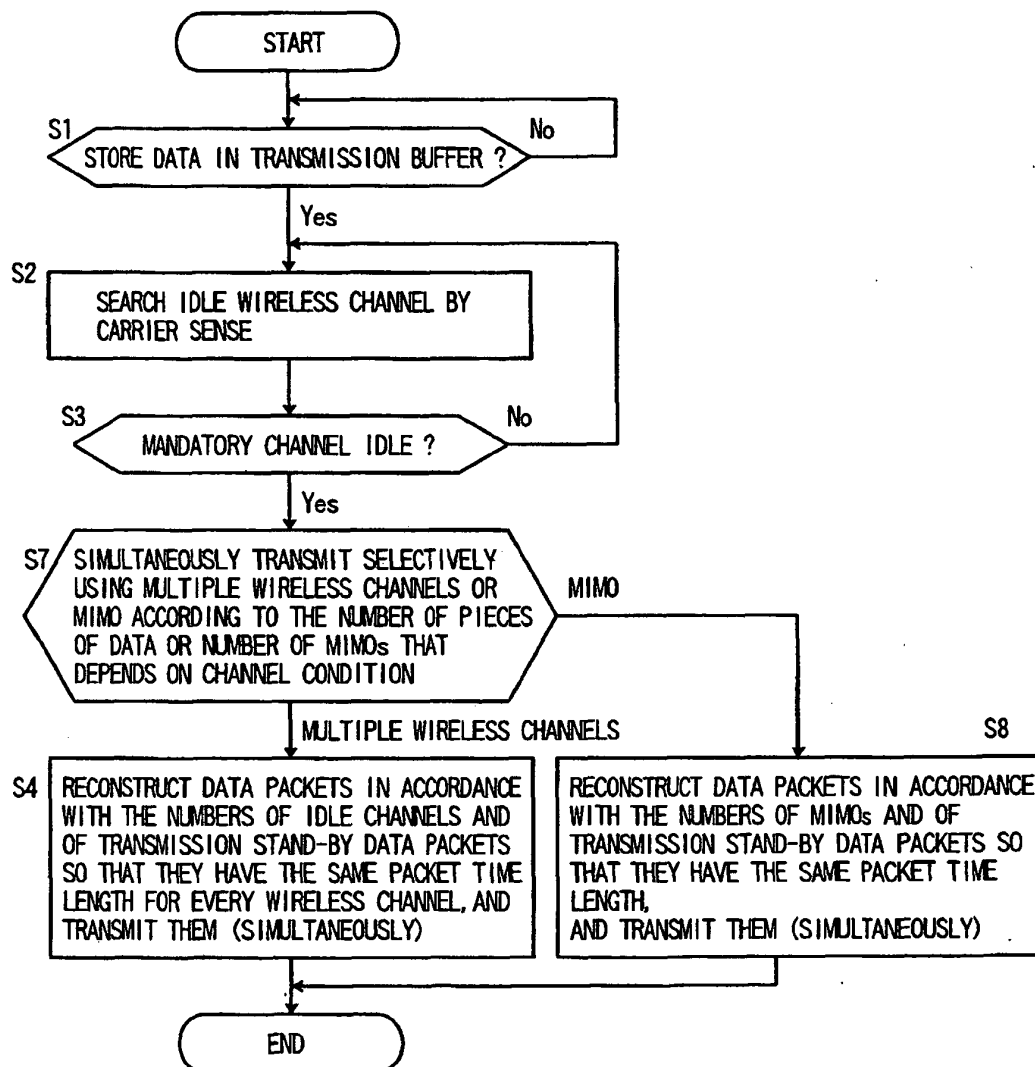 START
S1
No
STORE DATA IN TRANSMISSION BUFFER ?
Yes
S2
SEARCH IDLE WIRELESS CHANNEL BY
CARRIER SENSE
S3
No
MANDATORY CHANNEL IDLE ?
Yes
S7
SIMULTANEOUSLY TRANSMIT SELECTIVELY
USING MULTIPLE WIRELESS CHANNELS OR
MIMO ACCORDING TO THE NUMBER OF PIECES
OF DATA OR NUMBER OF MIMOs THAT
DEPENDS ON CHANNEL CONDITION
MIMO
MULTIPLE WIRELESS CHANNELS
S4
RECONSTRUCT DATA PACKETS IN ACCORDANCE
WITH THE NUMBERS OF IDLE CHANNELS AND
OF TRANSMISSION STAND-BY DATA PACKETS
SO THAT THEY HAVE THE SAME PACKET TIME
LENGTH FOR EVERY WIRELESS CHANNEL, AND
TRANSMIT THEM (SIMULTANEOUSLY)
S8
RECONSTRUCT DATA PACKETS IN ACCORDANCE
WITH THE NUMBERS OF MIMOs AND OF
TRANSMISSION STAND-BY DATA PACKETS SO
THAT THEY HAVE THE SAME PACKET TIME
LENGTH,
AND TRANSMIT THEM (SIMULTANEOUSLY)
END